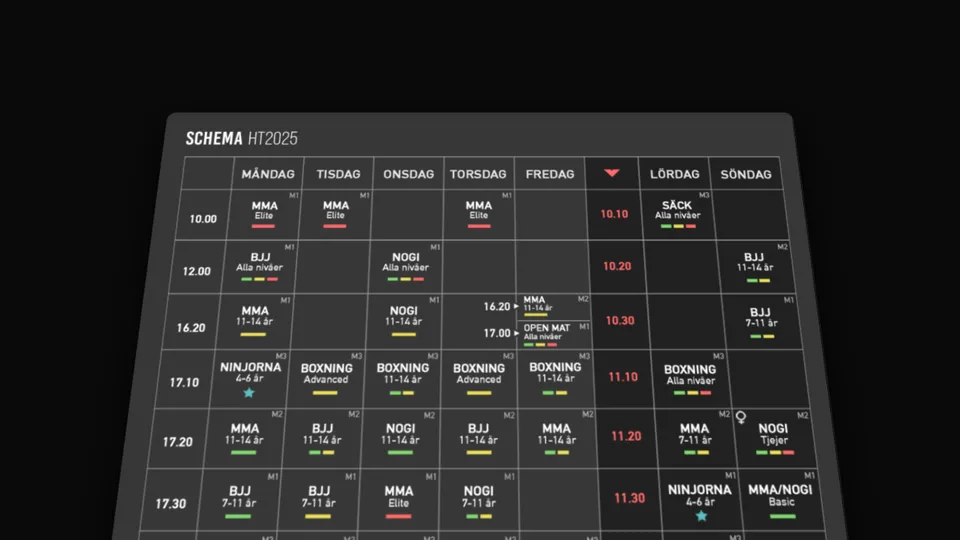 SCHEMA HT2025
MÅNDAG TISDAG ONSDAG TORSDAG FREDAG LÖRDAG SÖNDAG
10.00
M1
MMA
Elite
M1
MMA
Elite
M1
MMA
Elite
10.10
M3
SÄCK
Alla nivåer
12.00
M1
BJJ
Alla nivåer
M1
NOGI
Alla nivåer
10.20
M2
BJJ
11-14 år
16.20
M1
MMA
11-14 år
M1
NOGI
11-14 år
16.20
M2
MMA
11-14 år
17.00
M1
OPEN MAT
Alla nivåer
10.30
M1
BJJ
7-11 år
17.10
M3
NINJORNA
4-6 år
M3
BOXNING
Advanced
M3
BOXNING
11-14 år
M3
BOXNING
Advanced
M3
BOXNING
11-14 år
11.10
M3
BOXNING
Alla nivåer
17.20
M2
MMA
11-14 år
M2
BJJ
11-14 år
M2
NOGI
11-14 år
M2
BJJ
11-14 år
M2
MMA
11-14 år
11.20
M2
MMA
7-11 år
M2
NOGI
Tjejer
17.30
M1
BJJ
7-11 år
M1
BJJ
7-11 år
M1
MMA
Elite
M1
NOGI
7-11 år
11.30
M1
NINJORNA
4-6 år
M1
MMA/NOGI
Basic
M2
M2
M2
M2
M2
M2